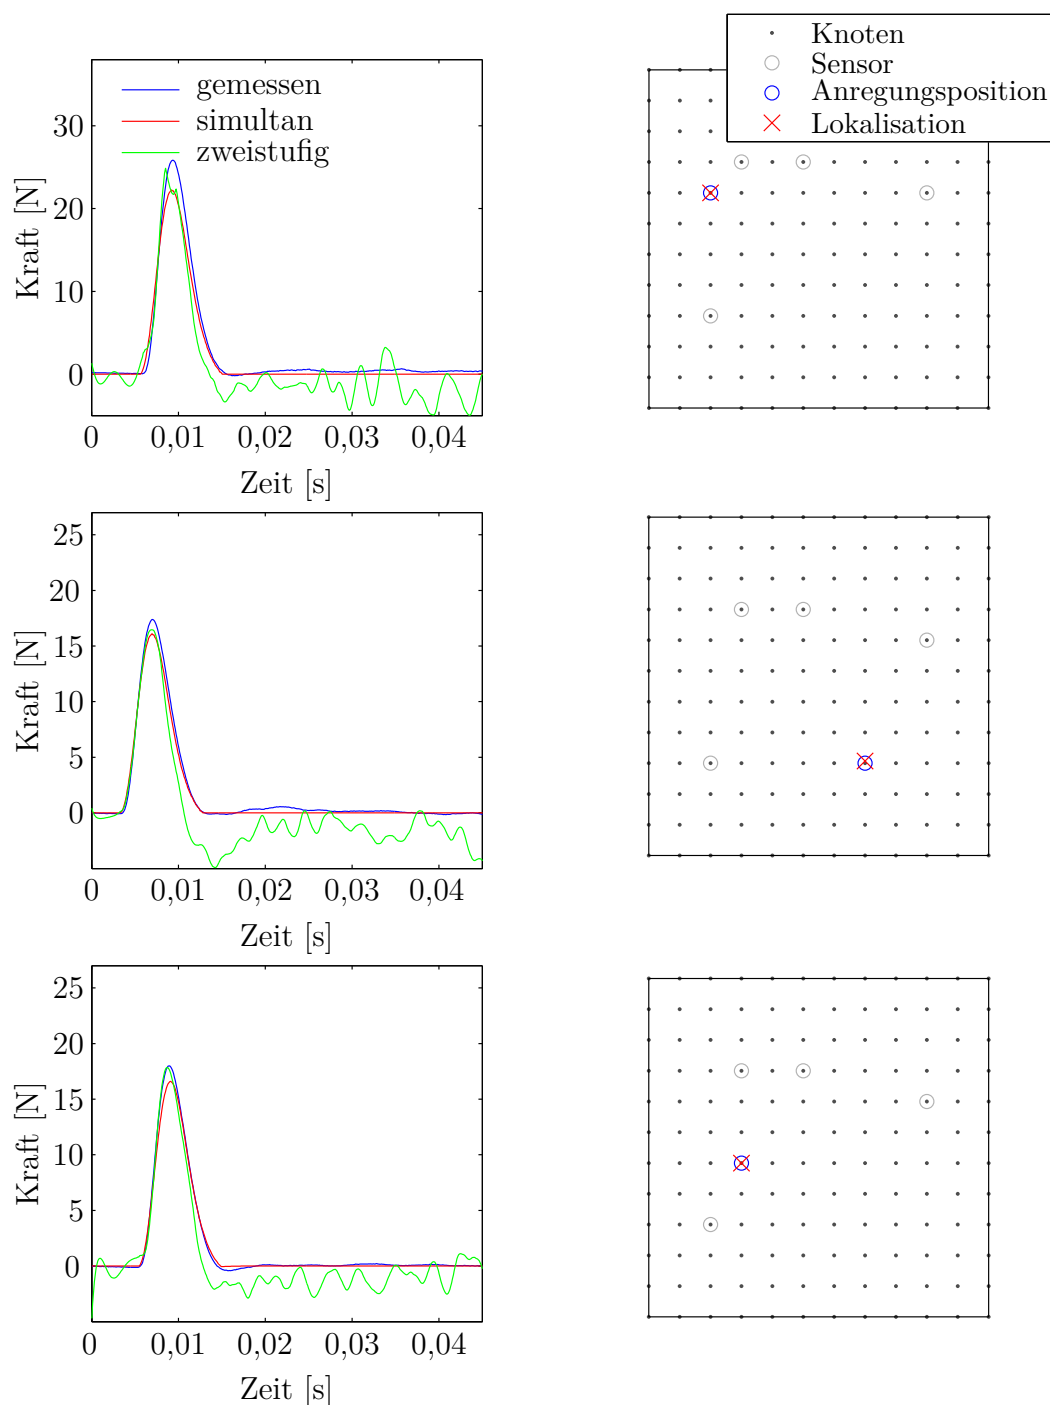 gemessen
simultan
zweistufig
Kraft [N]
30
20
10
0
0 0,01 0,02 0,03 0,04
Zeit [s]
Knoten
Sensor
Anregungsposition
Lokalisation
Kraft [N]
25
20
15
10
5
0
0 0,01 0,02 0,03 0,04
Zeit [s]
Kraft [N]
25
20
15
10
5
0
0 0,01 0,02 0,03 0,04
Zeit [s]